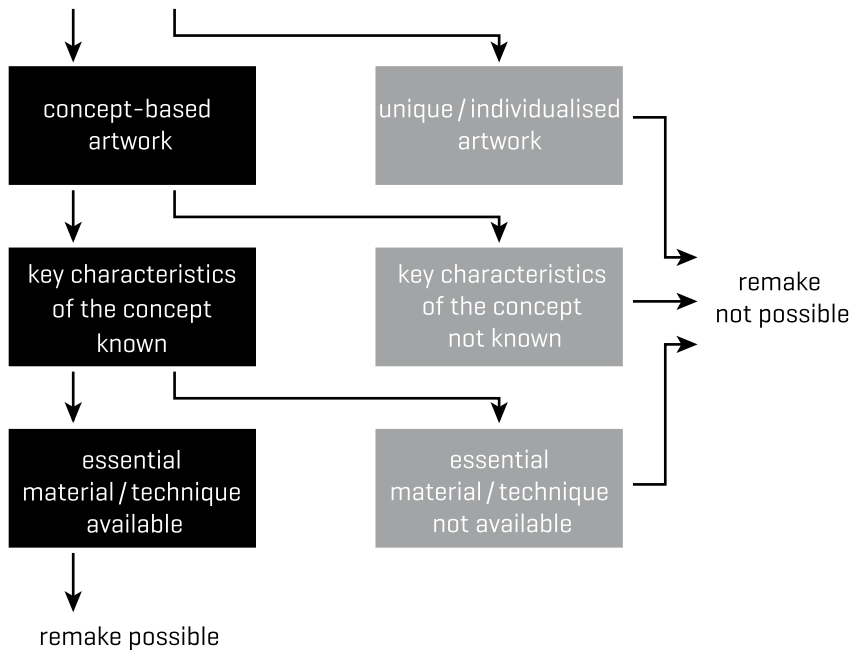 concept-based
artwork
unique / individualised
artwork
key characteristics
of the concept
known
key characteristics
of the concept
not known
remake
not possible
essential
material / technique
available
essential
material / technique
not available
remake possible